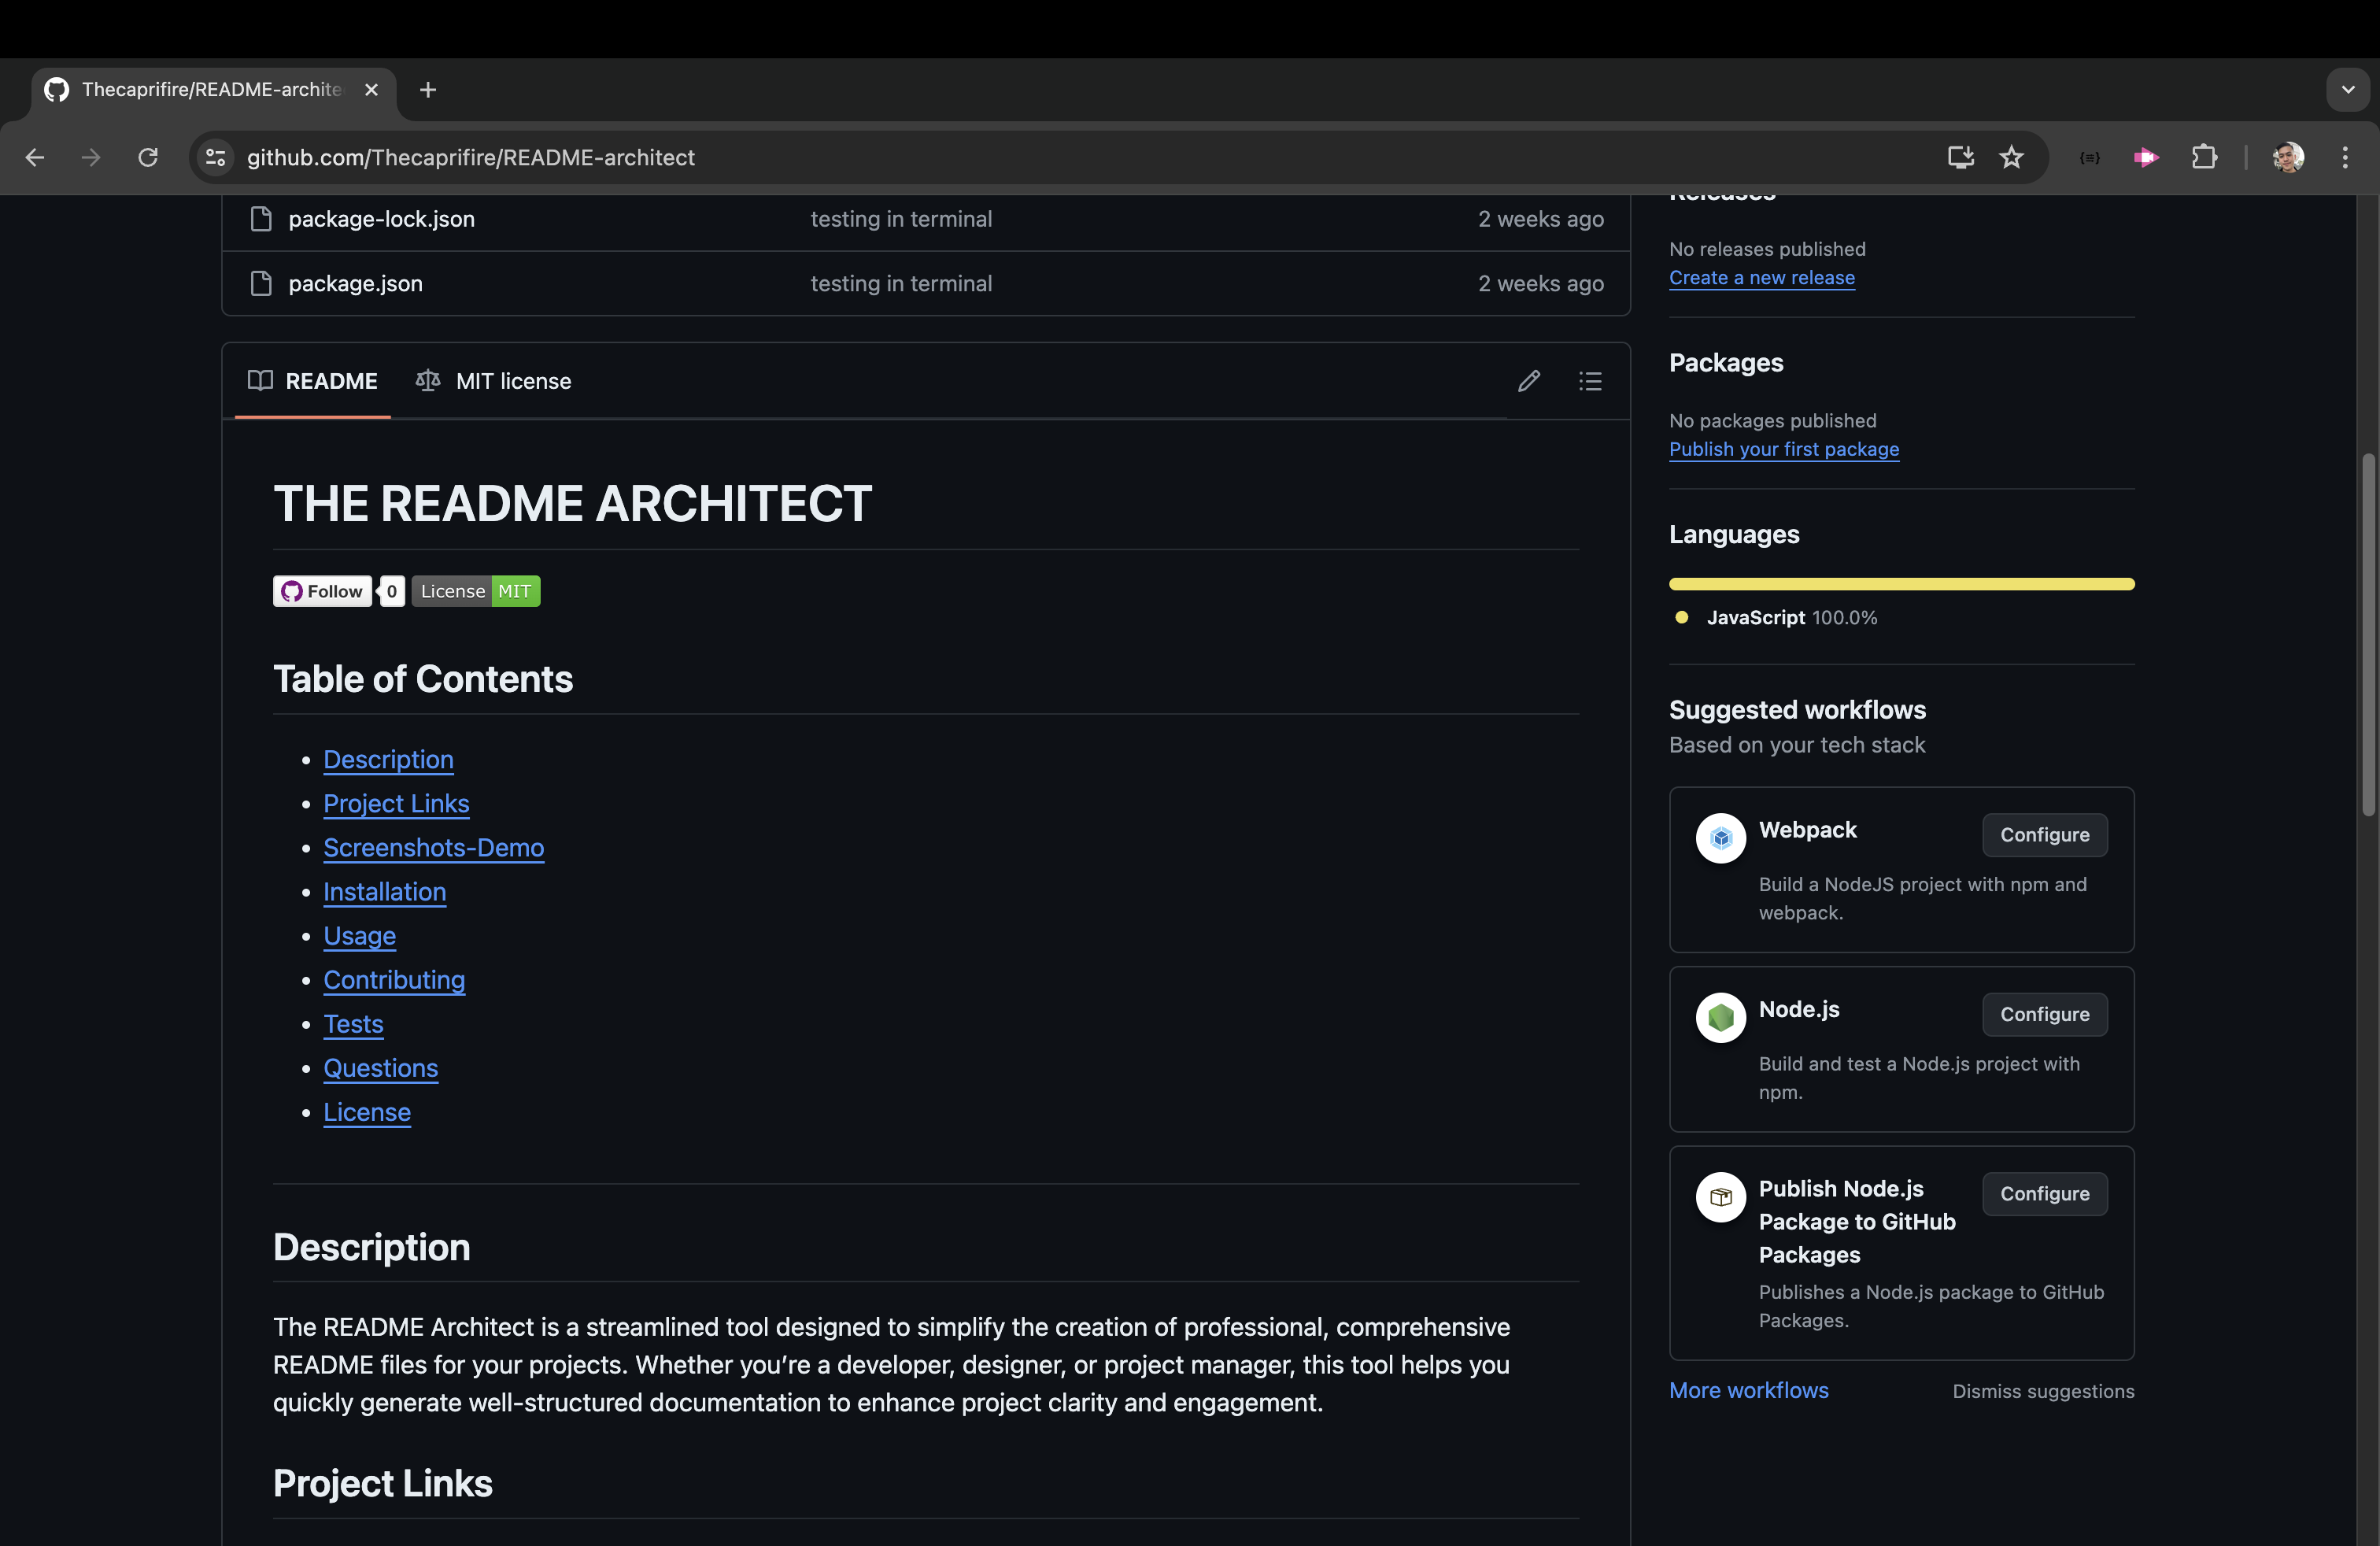 Thecaprifire/README-archite
github.com/Thecaprifire/README-architect
package-lock.json testing in terminal 2 weeks ago
package.json testing in terminal 2 weeks ago
README MIT license
THE README ARCHITECT
Follow 0 License MIT
Table of Contents
Description
Project Links
Screenshots-Demo
Installation
Usage
Contributing
Tests
Questions
License
Description
The README Architect is a streamlined tool designed to simplify the creation of professional, comprehensive
README files for your projects. Whether you’re a developer, designer, or project manager, this tool helps you
quickly generate well-structured documentation to enhance project clarity and engagement.
Project Links
Releases
No releases published
Create a new release
Packages
No packages published
Publish your first package
Languages
JavaScript 100.0%
Suggested workflows
Based on your tech stack
Webpack Configure
Build a NodeJS project with npm and
webpack.
Node.js Configure
Build and test a Node.js project with
npm.
Publish Node.js Configure
Package to GitHub
Packages
Publishes a Node.js package to GitHub
Packages.
More workflows Dismiss suggestions